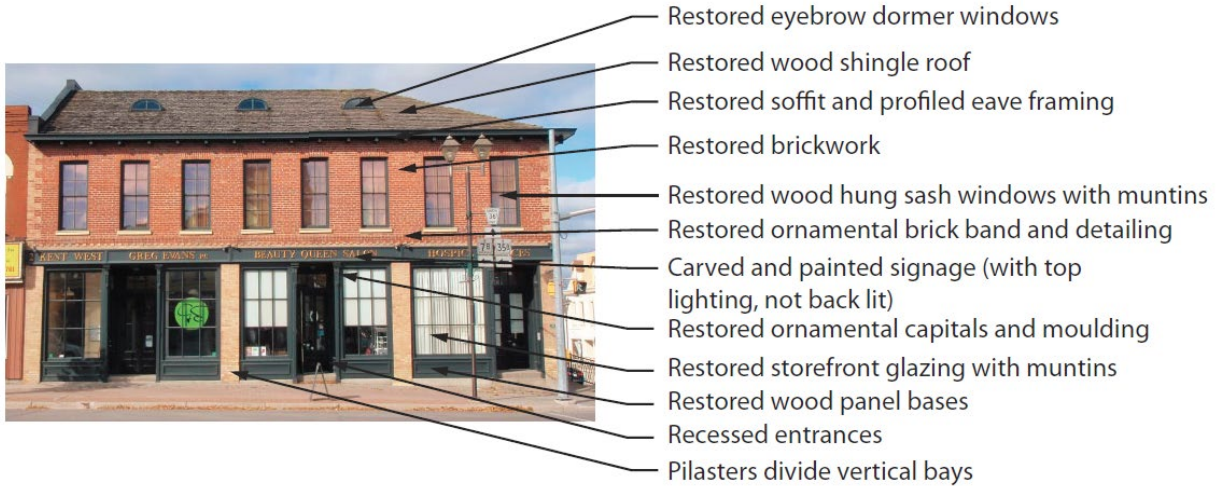 Restored eyebrow dormer windows
Restored wood shingle roof
Restored soffit and profiled eave framing
Restored brickwork
Restored wood hung sash windows with muntins
Restored ornamental brick band and detailing
Carved and painted signage (with top
lighting, not back lit)
Restored ornamental capitals and moulding
Restored storefront glazing with muntins
Restored wood panel bases
Recessed entrances
Pilasters divide vertical bays
KENT WEST GREG EVANS BEAUTY QUEEN SALON
35